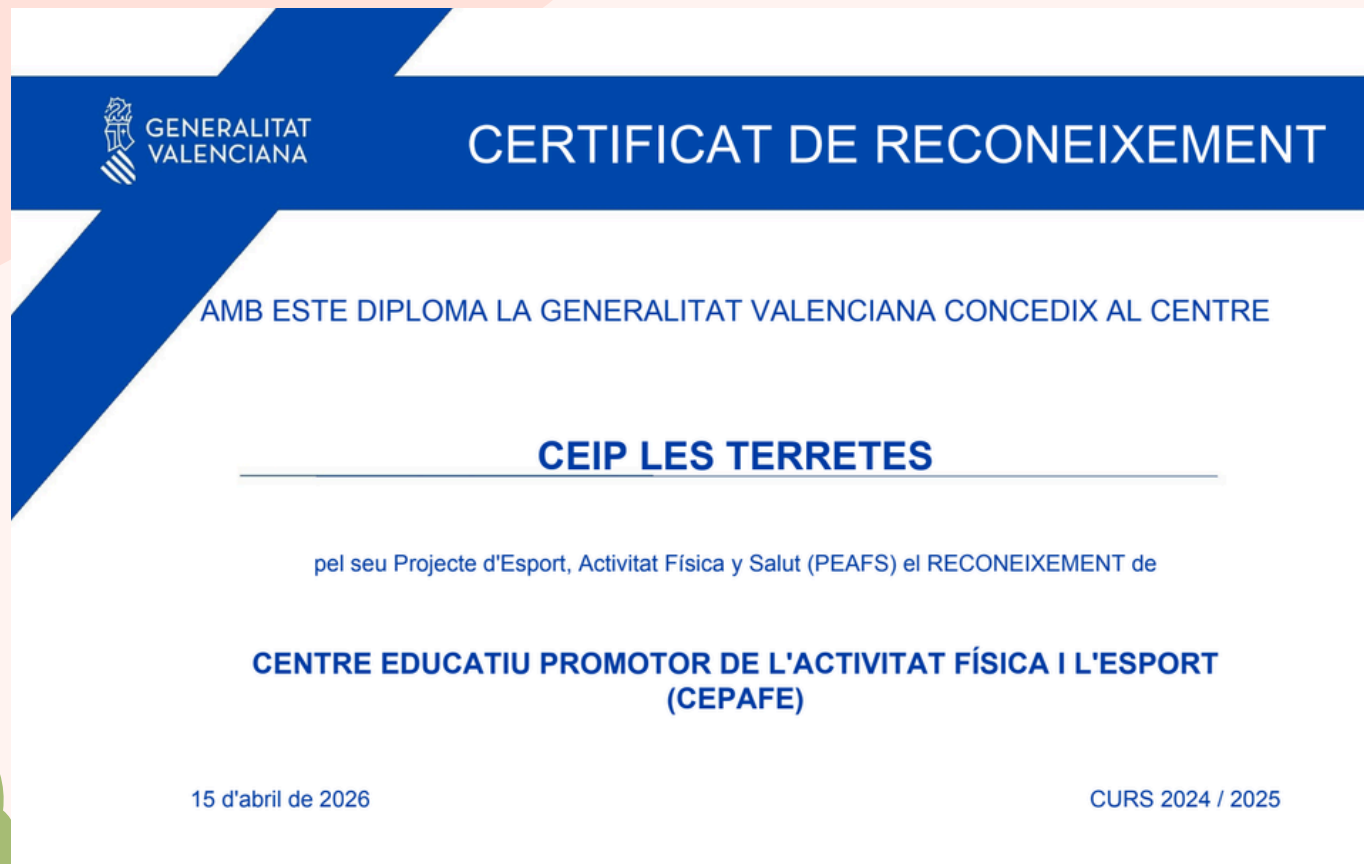 GENERALITAT
VALENCIANA
CERTIFICAT DE RECONEIXEMENT
AMB ESTE DIPLOMA LA GENERALITAT VALENCIANA CONCEDIX AL CENTRE
CEIP LES TERRETES
pel seu Projecte d'Esport, Activitat Física y Salut (PEAFS) el RECONEIXEMENT de
CENTRE EDUCATIU PROMOTOR DE L'ACTIVITAT FÍSICA I L'ESPORT
(CEPAFE)
15 d'abril de 2026
CURS 2024 / 2025